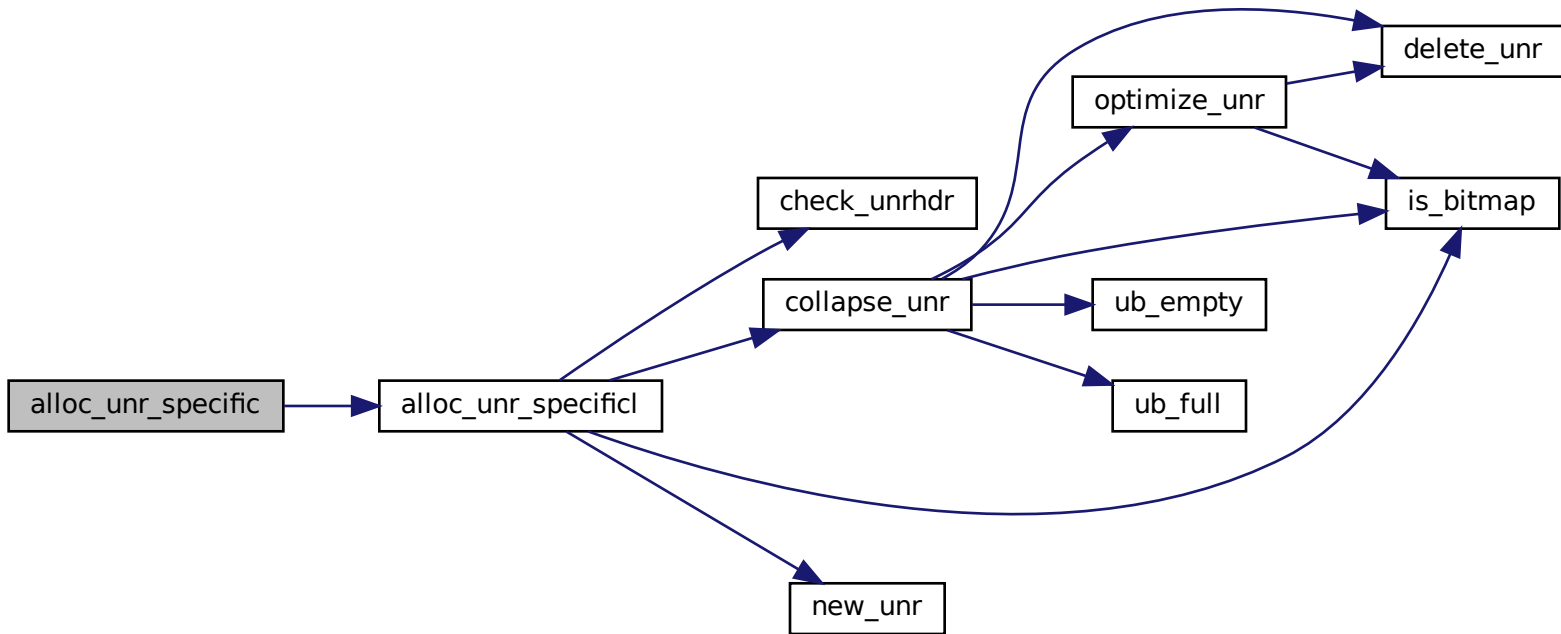 delete_unr
optimize_unr
check_unrhdr
is_bitmap
collapse_unr
ub_empty
alloc_unr_specific
alloc_unr_specificl
ub_full
new_unr